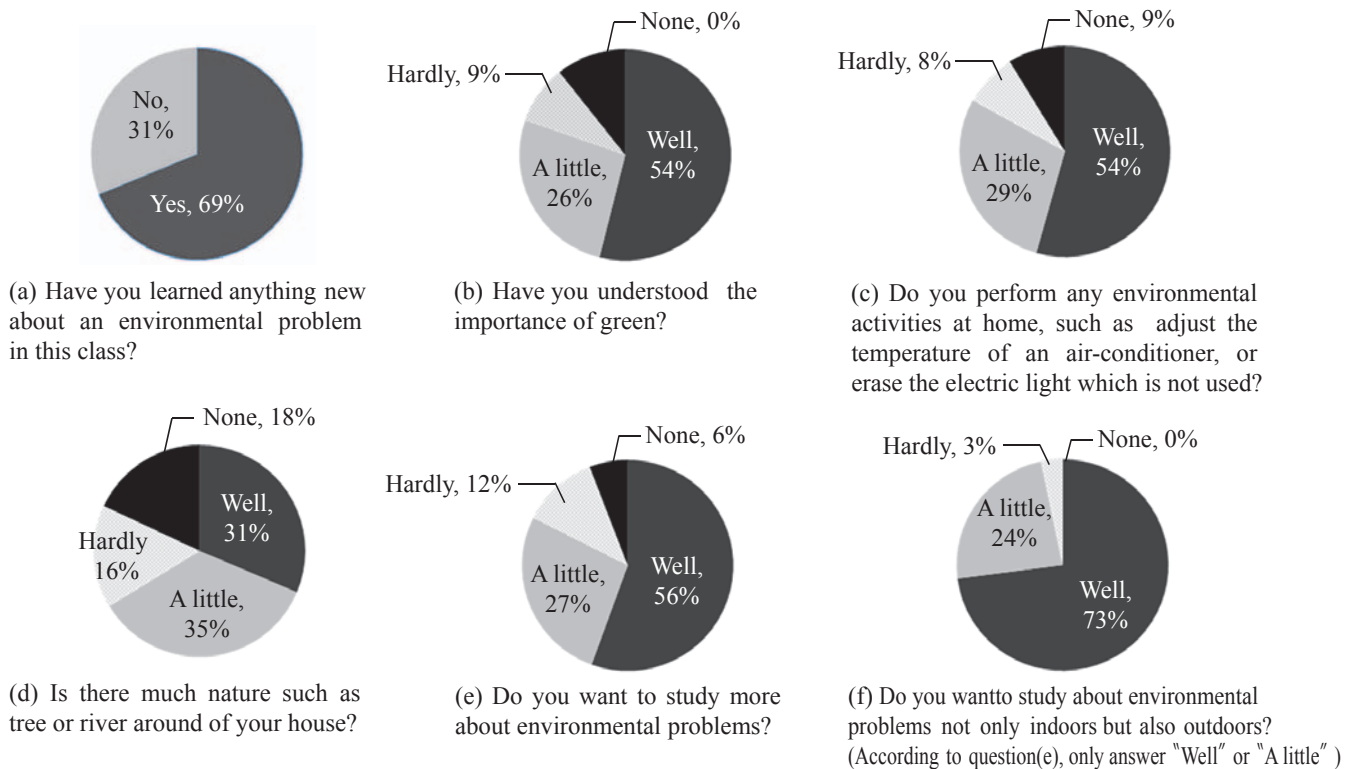 No,
31%
Yes, 69%
(a) Have you learned anything new
about an environmental problem
in this class?
None, 0%
Hardly, 9%
Well,
54%
A little,
26%
(b) Have you understood the
importance of green?
None, 9%
Hardly, 8%
Well,
54%
A little,
29%
(c) Do you perform any environmental
activities at home, such as adjust the
temperature of an air-conditioner, or
erase the electric light which is not used?
None, 18%
Well,
31%
Hardly
16%
A little,
35%
(d) Is there much nature such as
tree or river around of your house?
None, 6%
Hardly, 12%
Well,
56%
A little,
27%
(e) Do you want to study more
about environmental problems?
None, 0%
Hardly, 3%
A little,
24%
Well,
73%
(f) Do you wantto study about environmental
problems not only indoors but also outdoors?
(According to question(e), only answer "Well" or "A little" )